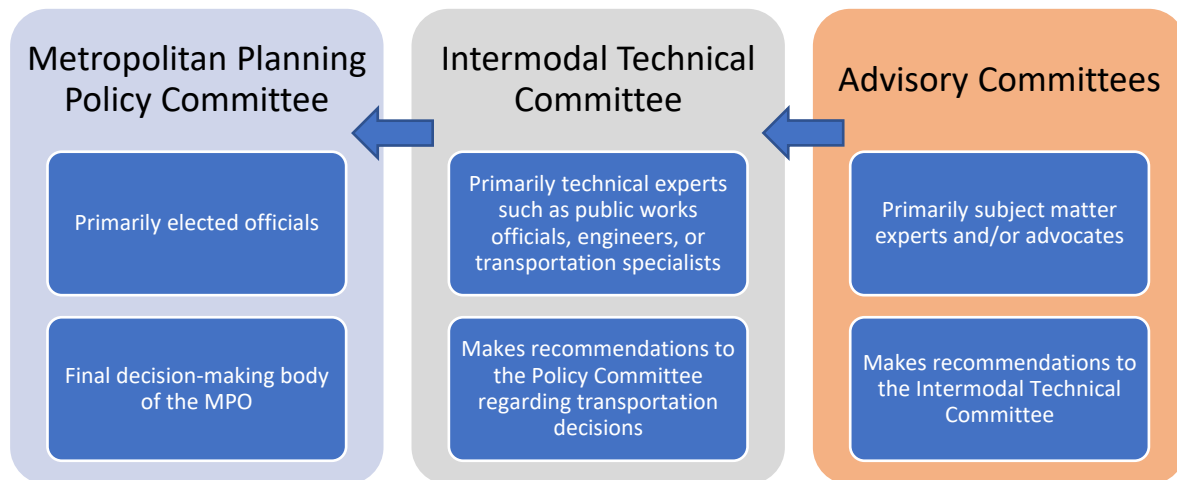 Metropolitan Planning
Policy Committee
Primarily elected officials
Final decision-making body
of the MPO
Intermodal Technical
Committee
Primarily technical experts
such as public works
officials, engineers, or
transportation specialists
Makes recommendations to
the Policy Committee
regarding transportation
decisions
Advisory Committees
Primarily subject matter
experts and/or advocates
Makes recommendations to
the Intermodal Technical
Committee